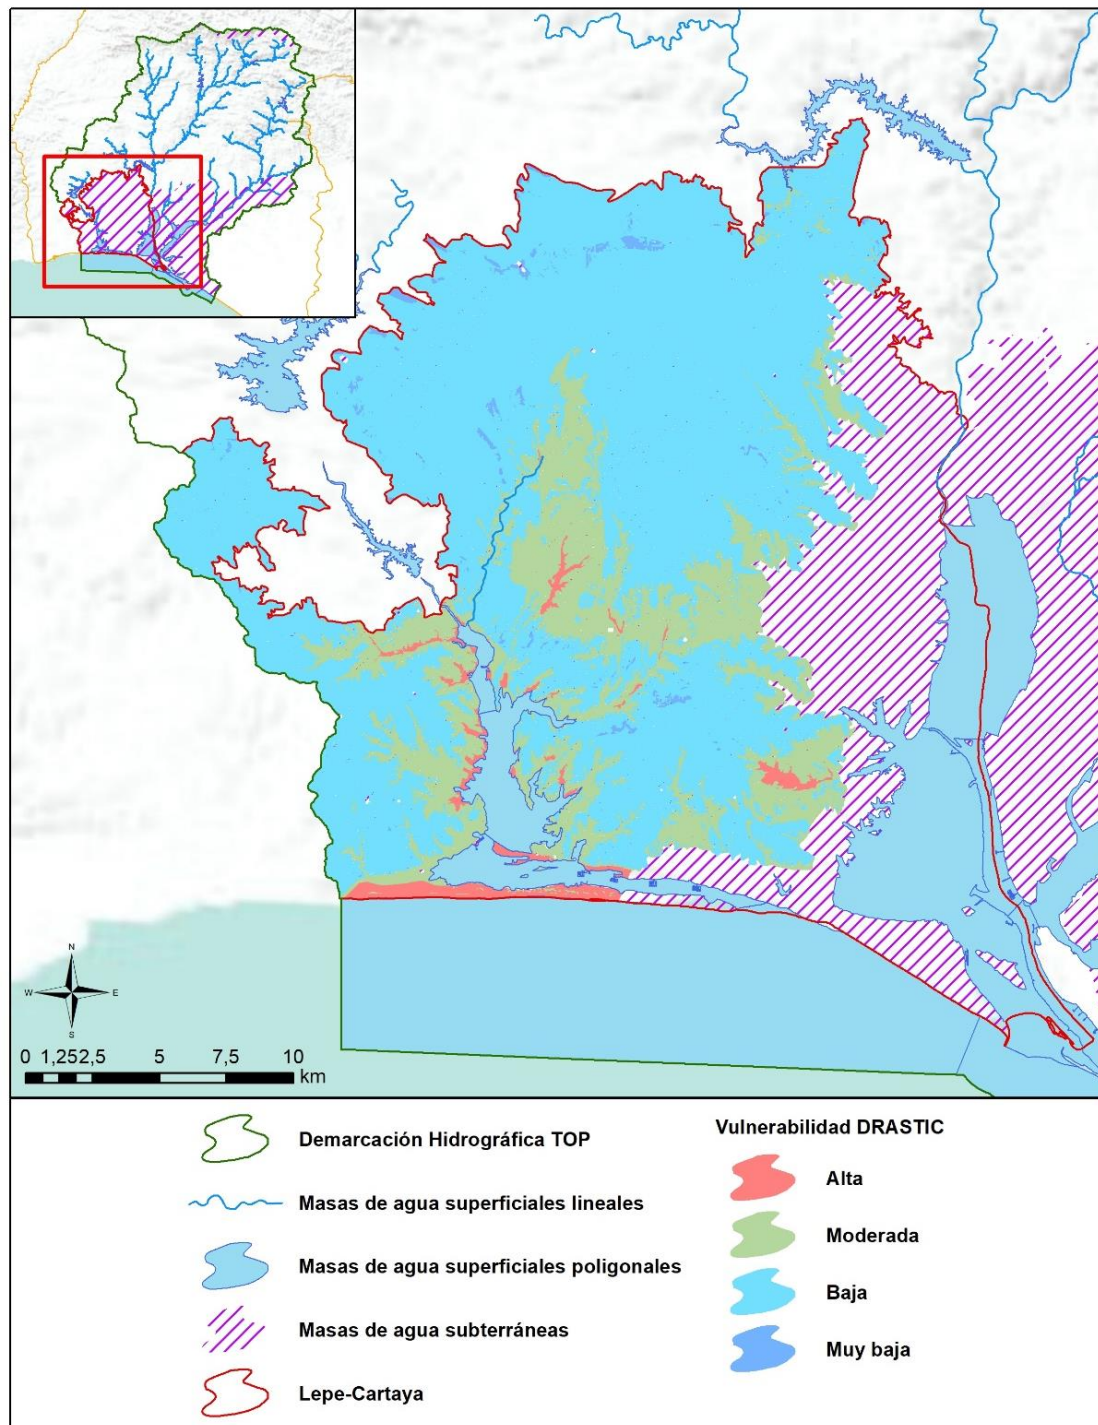 N
W E
S
0 1,252,5 5 7,5 10
km
Demarcación Hidrográfica TOP
Masas de agua superficiales lineales
Masas de agua superficiales poligonales
Masas de agua subterráneas
Lepe-Cartaya
Vulnerabilidad DRASTIC
Alta
Moderada
Baja
Muy baja